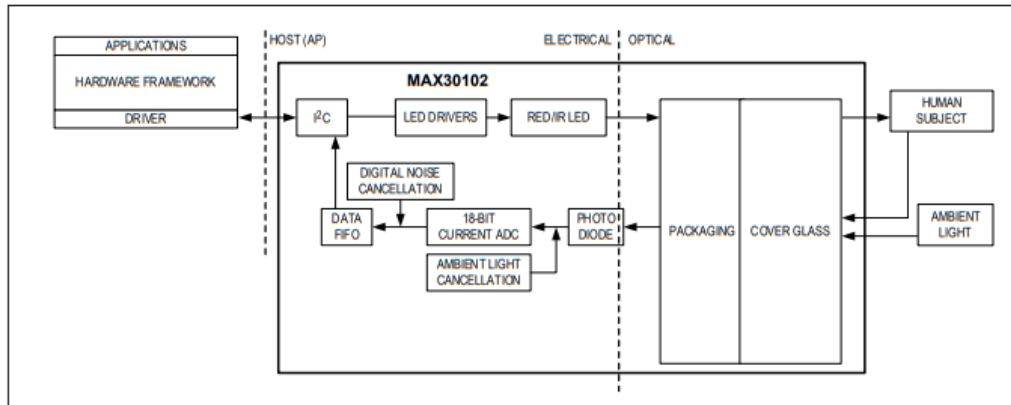 APPLICATIONS
HARDWARE FRAMEWORK
DRIVER
HOST (AP)
ELECTRICAL
OPTICAL
MAX30102
I²C
LED DRIVERS
RED/IR LED
HUMAN
SUBJECT
DIGITAL NOISE
CANCELLATION
DATA
FIFO
18-BIT
CURRENT ADC
PHOTO
DIODE
PACKAGING
COVER GLASS
AMBIENT
LIGHT
AMBIENT LIGHT
CANCELLATION